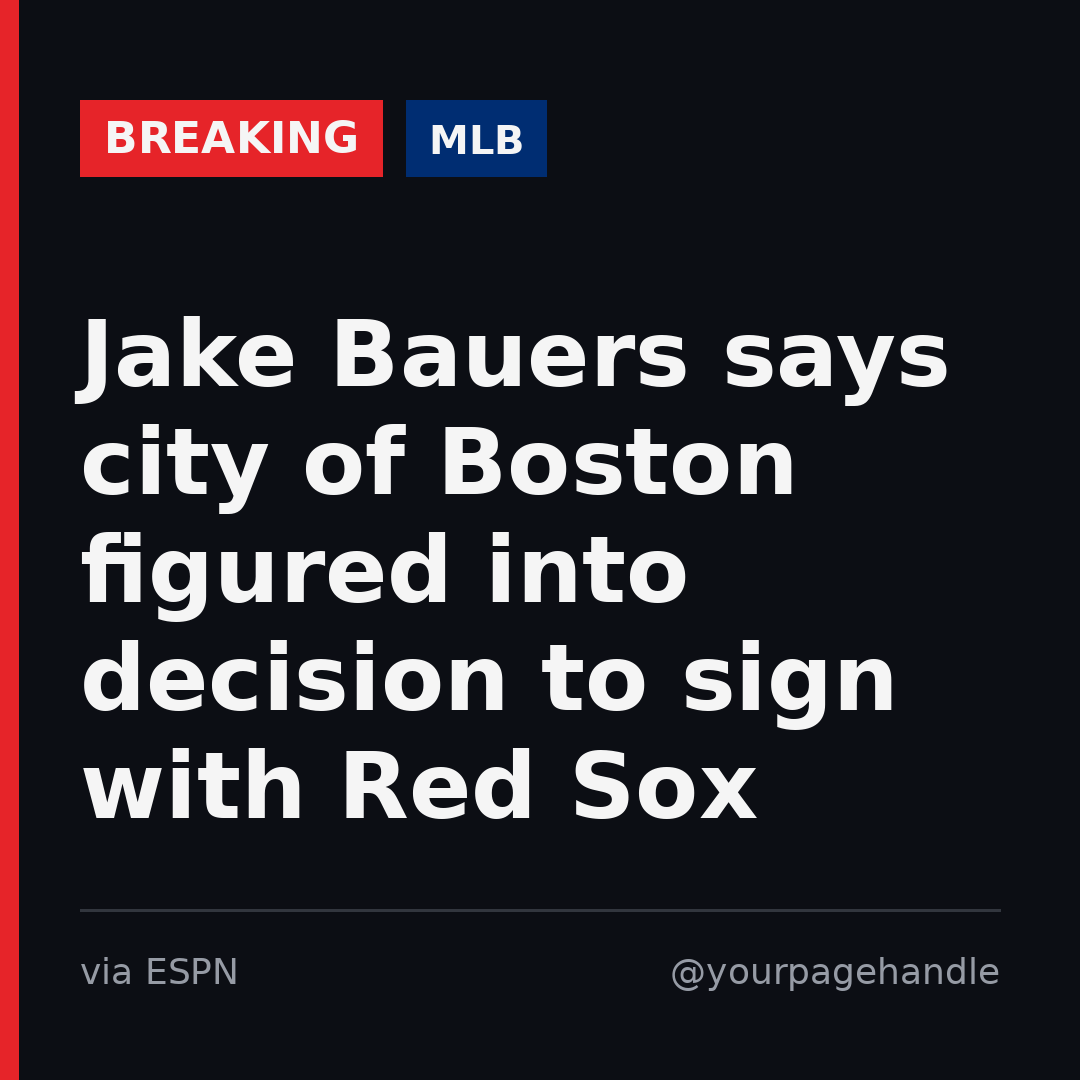 BREAKING MLB
Jake Bauers says
city of Boston
figured into
decision to sign
with Red Sox
via ESPN @yourpagehandle